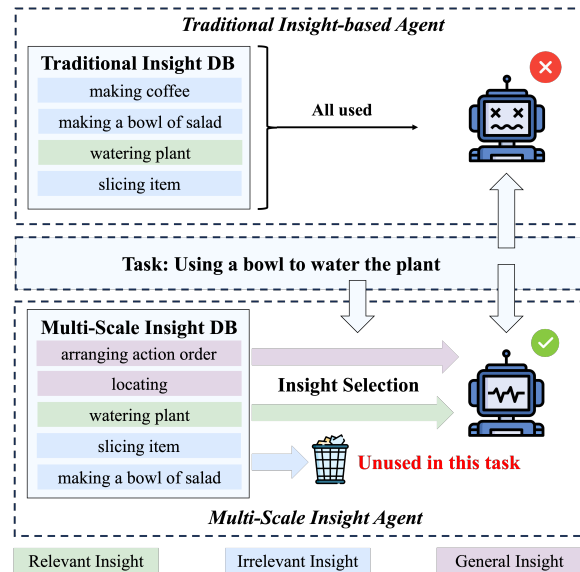 Traditional Insight-based Agent
Traditional Insight DB
making coffee
making a bowl of salad
watering plant
slicing item
All used
Task: Using a bowl to water the plant
Multi-Scale Insight DB
arranging action order
locating
watering plant
slicing item
making a bowl of salad
Insight Selection
Unused in this task
Multi-Scale Insight Agent
Relevant Insight
Irrelevant Insight
General Insight